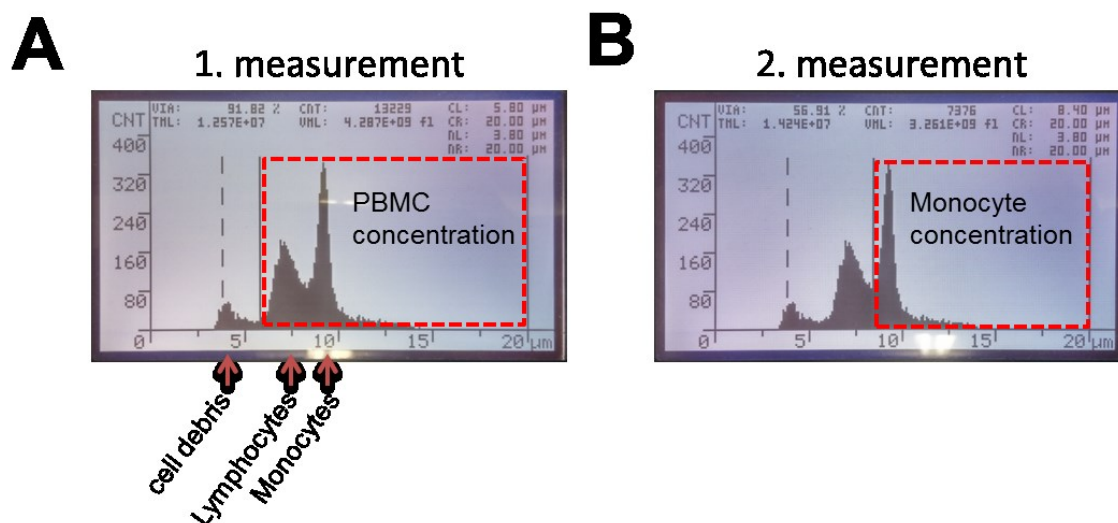 A
1. measurement
VIA: 91.82 % CNT: 13229 CL: 5.80 µm
TML: 1.257E+07 VML: 4.287E+09 fl CR: 20.00 µm
NL: 3.80 µm
NR: 20.00 µm
CNT
400
320
240
160
80
0 5 10 15 20 µm
PBMC
concentration
cell debris
Lymphocytes
Monocytes
B
2. measurement
VIA: 56.91 % CNT: 7376 CL: 8.40 µm
TML: 1.424E+07 VML: 3.261E+09 fl CR: 20.00 µm
NL: 3.80 µm
NR: 20.00 µm
CNT
400
320
240
160
80
0 5 10 15 20 µm
Monocyte
concentration